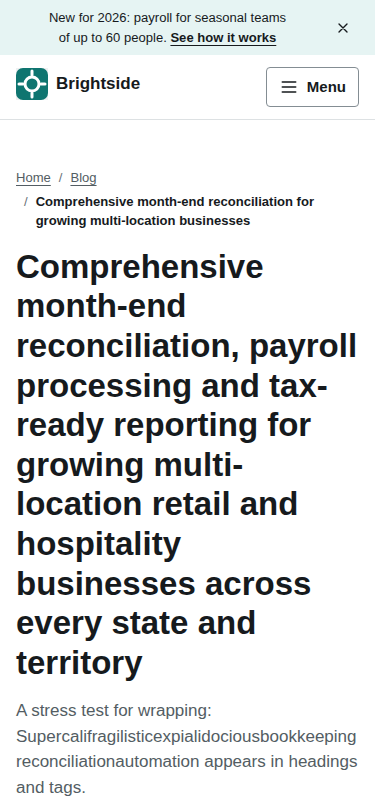 New for 2026: payroll for seasonal teams
of up to 60 people. See how it works
Brightside
Menu
Home / Blog
/ Comprehensive month-end reconciliation for
growing multi-location businesses
Comprehensive
month-end
reconciliation, payroll
processing and tax-
ready reporting for
growing multi-
location retail and
hospitality
businesses across
every state and
territory
A stress test for wrapping:
Supercalifragilisticexpialidociousbookkeeping
reconciliationautomation appears in headings
and tags.